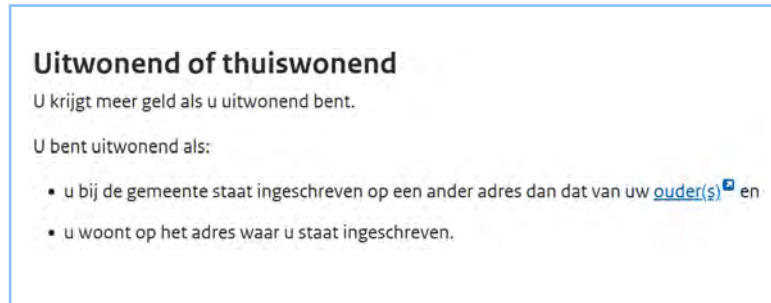 Uitwonend of thuiswonend
U krijgt meer geld als u uitwonend bent.
U bent uitwonend als:
• u bij de gemeente staat ingeschreven op een ander adres dan dat van uw ouder(s) en
• u woont op het adres waar u staat ingeschreven.